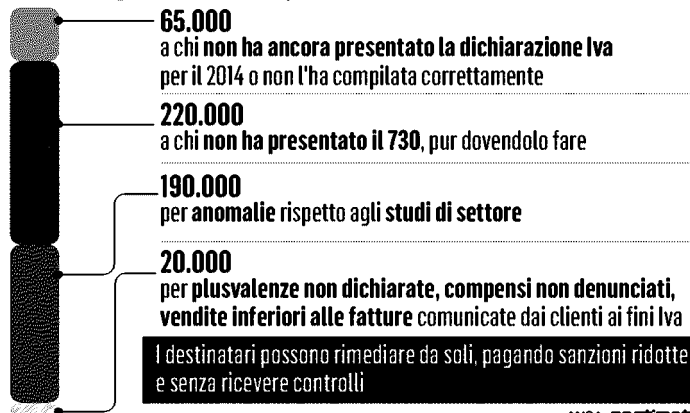 65.000
a chi non ha ancora presentato la dichiarazione Iva
per il 2014 o non l'ha compilata correttamente
220.000
a chi non ha presentato il 730, pur dovendolo fare
190.000
per anomalie rispetto agli studi di settore
20.000
per plusvalenze non dichiarate, compensi non denunciati,
vendite inferiori alle fatture comunicate dai clienti ai fini Iva
I destinatari possono rimediare da soli, pagando sanzioni ridotte
e senza ricevere controlli